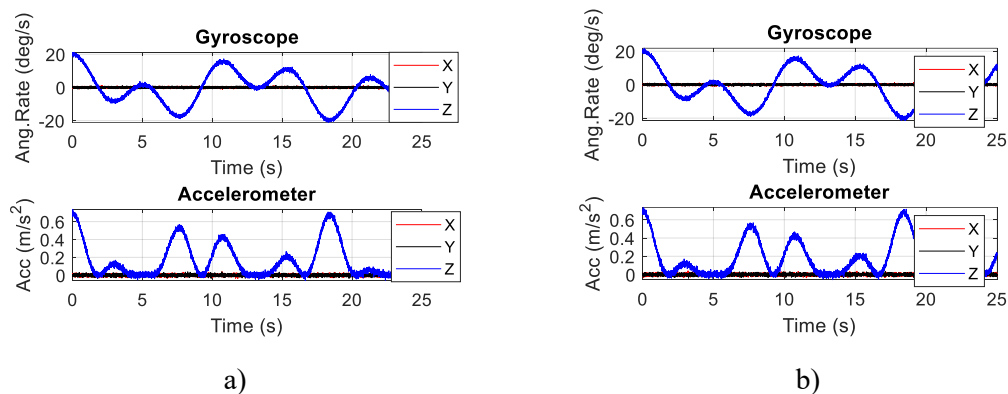 Gyroscope
Ang.Rate (deg/s)
20
0
-20
X
Y
Z
0 5 10 15 20 25
Time (s)
Accelerometer
Acc (m/s²)
0.6
0.4
0.2
0
X
Y
Z
0 5 10 15 20 25
Time (s)
a)
Gyroscope
Ang.Rate (deg/s)
20
0
-20
X
Y
Z
0 5 10 15 20 25
Time (s)
Accelerometer
Acc (m/s²)
0.6
0.4
0.2
0
X
Y
Z
0 5 10 15 20 25
Time (s)
b)